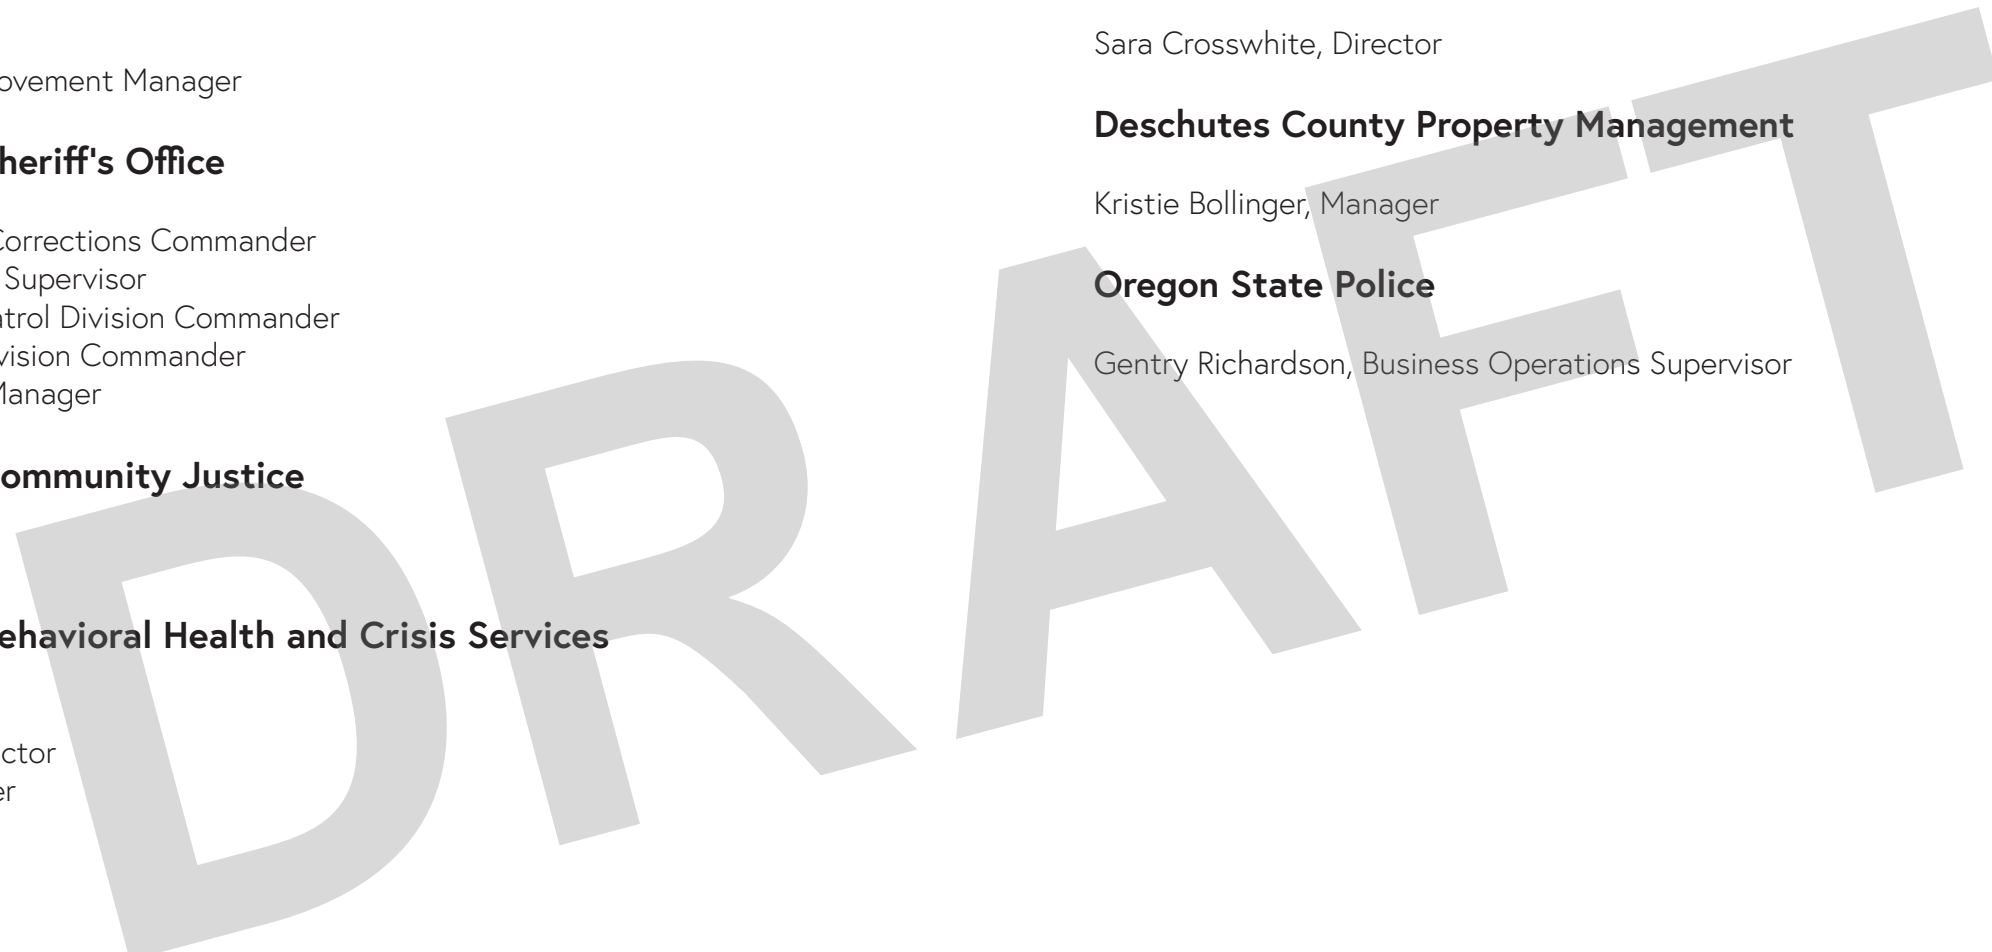 ovement Manager
heriff's Office
Corrections Commander
Supervisor
atrol Division Commander
vision Commander
Manager
ommunity Justice
ehavioral Health and Crisis Services
ctor
er
Sara Crosswhite, Director
Deschutes County Property Management
Kristie Bollinger, Manager
Oregon State Police
Gentry Richardson, Business Operations Supervisor
DRAFT